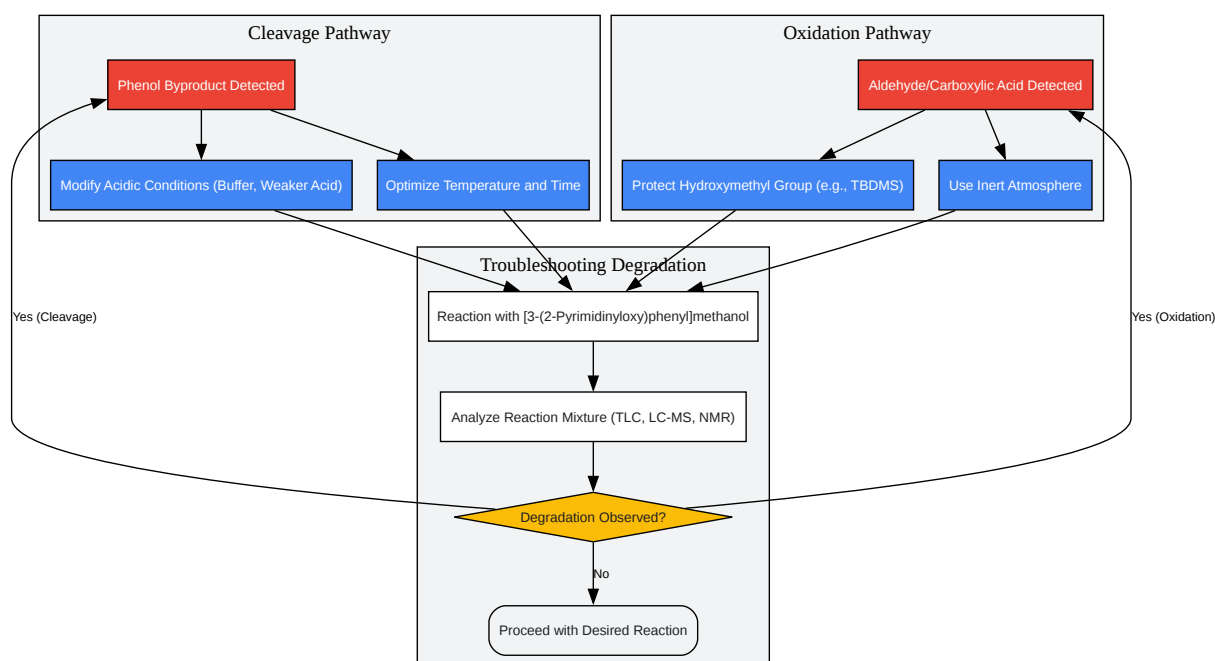 Cleavage Pathway
Oxidation Pathway
Phenol Byproduct Detected
Aldehyde/Carboxylic Acid Detected
Modify Acidic Conditions (Buffer, Weaker Acid)
Optimize Temperature and Time
Protect Hydroxymethyl Group (e.g., TBDMS)
Use Inert Atmosphere
Troubleshooting Degradation
Reaction with [3-(2-Pyrimidinyloxy)phenyl]methanol
Yes (Cleavage)
Yes (Oxidation)
Analyze Reaction Mixture (TLC, LC-MS, NMR)
Degradation Observed?
No
Proceed with Desired Reaction